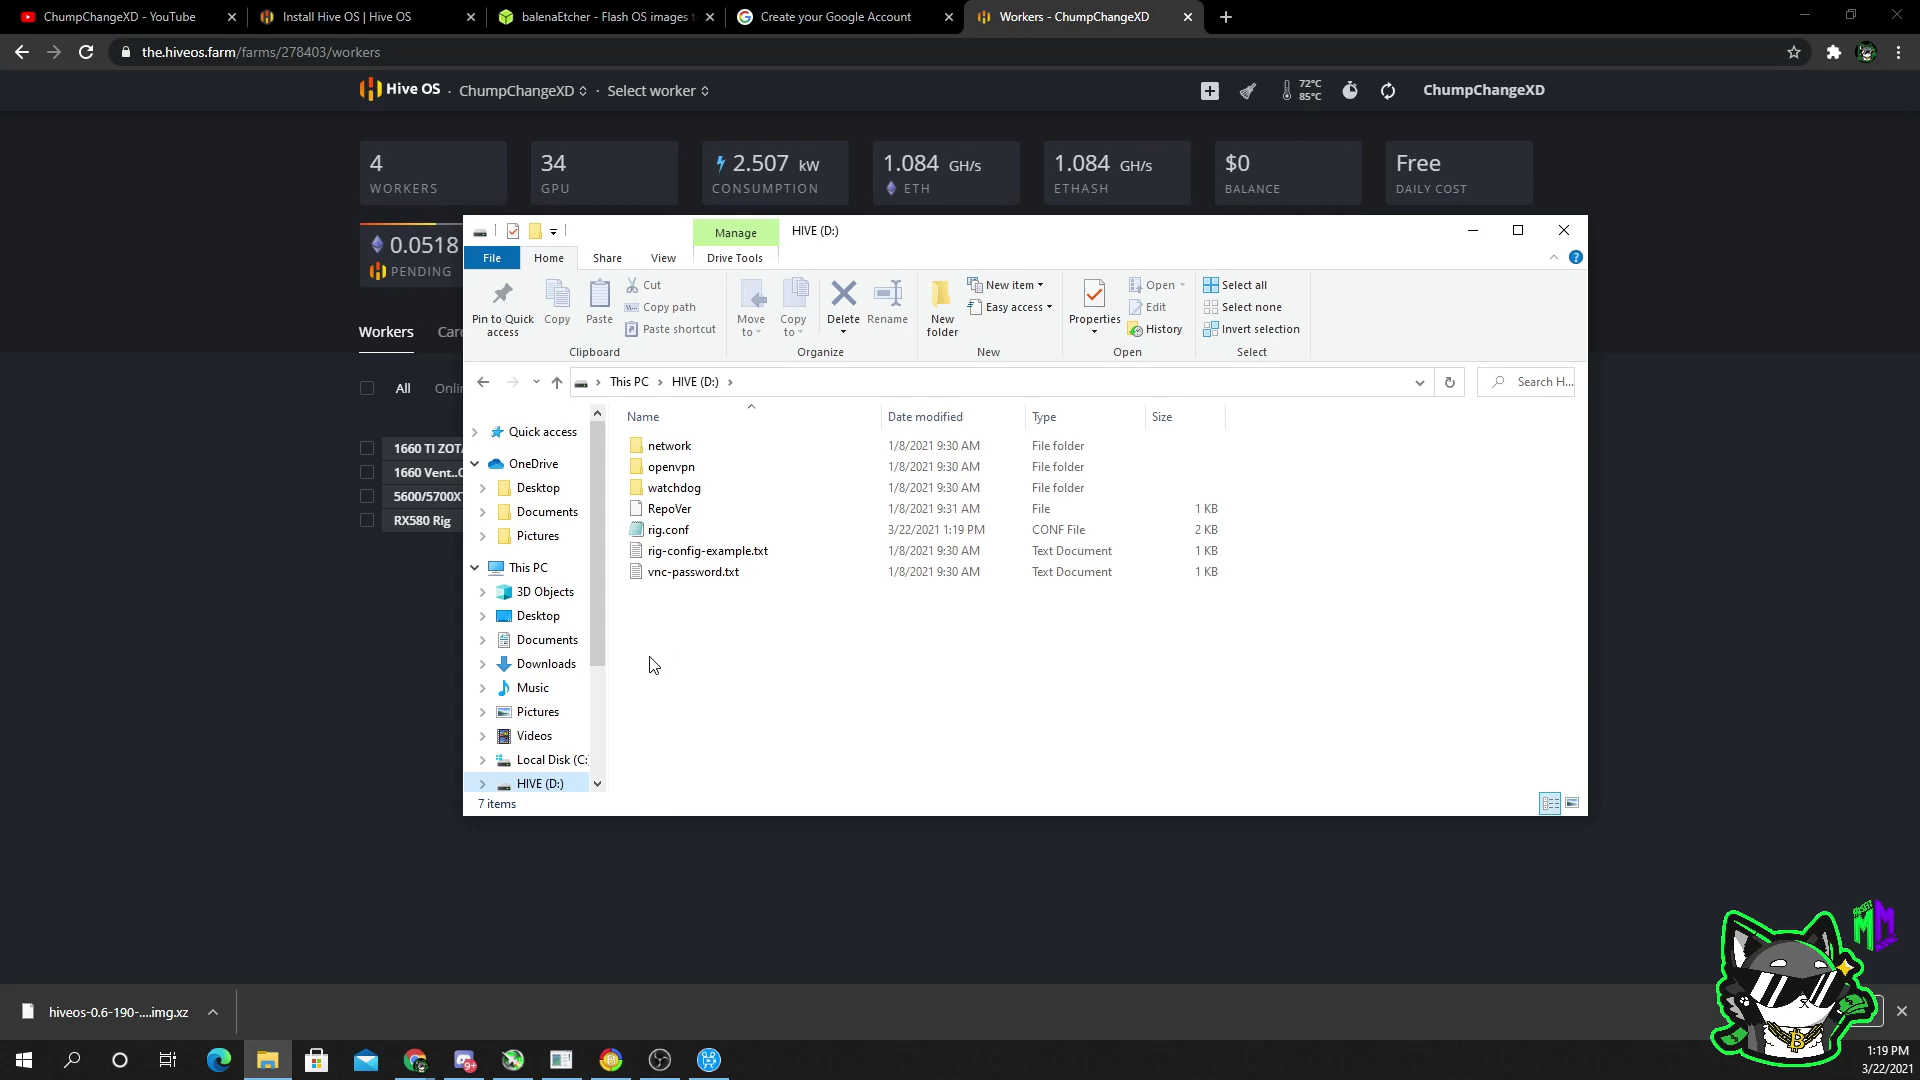 ChumpChangeXD - YouTube
Install Hive OS | Hive OS
balenaEtcher - Flash OS images t
Create your Google Account
Workers - ChumpChangeXD
the.hiveos.farm/farms/278403/workers
Hive OS · ChumpChangeXD · Select worker
72°C
85°C
ChumpChangeXD
4
WORKERS
34
GPU
2.507 kW
CONSUMPTION
1.084 GH/s
ETH
1.084 GH/s
ETHASH
$0
BALANCE
Free
DAILY COST
0.0518
PENDING
Workers
All
1660 Vent..
5600/5700X
RX580 Rig
Manage
HIVE (D:)
File
Home
Share
View
Drive Tools
Pin to Quick access
Copy
Paste
Cut
Copy path
Paste shortcut
Clipboard
Move to
Copy to
Delete
Rename
Organize
New folder
New item
Easy access
New
Properties
Open
Edit
History
Open
Select all
Select none
Invert selection
Select
This PC > HIVE (D:) >
Search H...
Name
Date modified
Type
Size
network 1/8/2021 9:30 AM File folder
openvpn 1/8/2021 9:30 AM File folder
watchdog 1/8/2021 9:30 AM File folder
RepoVer 1/8/2021 9:31 AM File 1 KB
rig.conf 3/22/2021 1:19 PM CONF File 2 KB
rig-config-example.txt 1/8/2021 9:30 AM Text Document 1 KB
vnc-password.txt 1/8/2021 9:30 AM Text Document 1 KB
Quick access
OneDrive
Desktop
Documents
Pictures
This PC
3D Objects
Desktop
Documents
Downloads
Music
Pictures
Videos
Local Disk (C:
HIVE (D:)
7 items
hiveos-0.6-190-....img.xz
9+
1:19 PM
3/22/2021